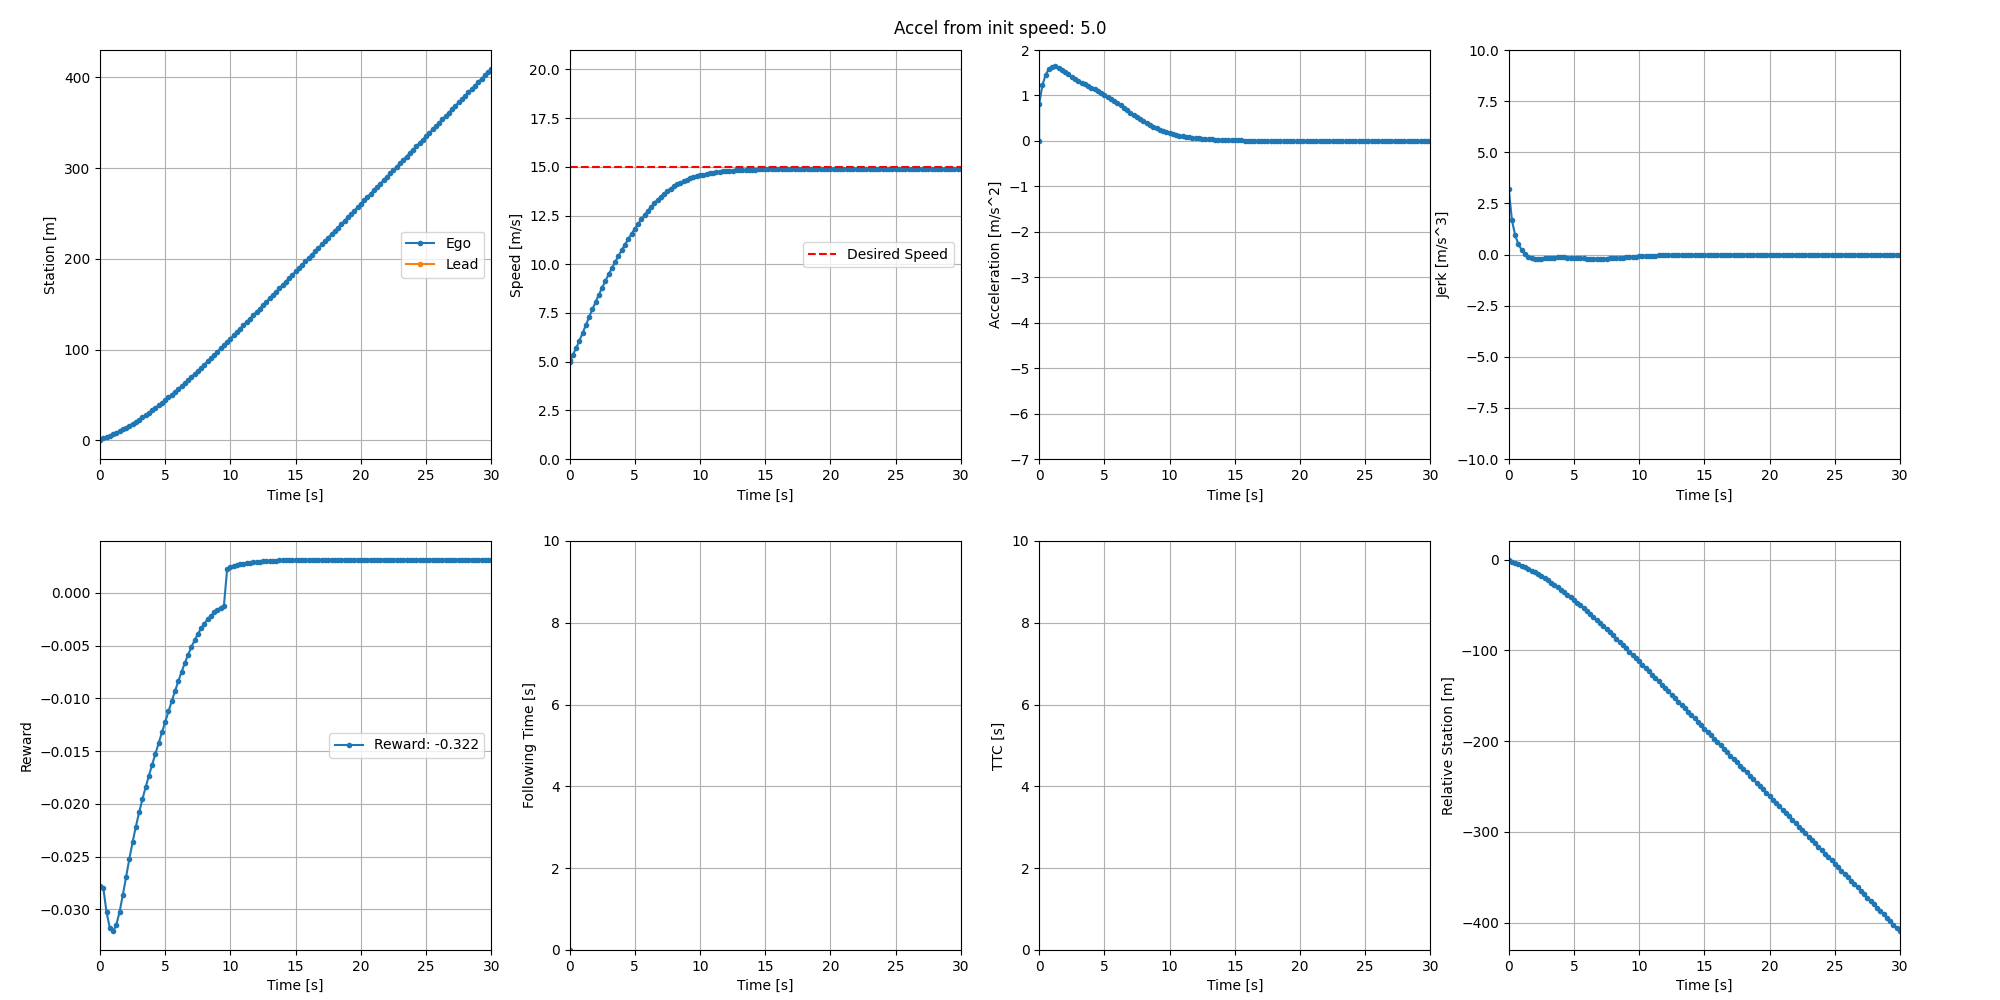 Accel from init speed: 5.0
400
300
200
100
0
Station [m]
Ego
Lead
0 5 10 15 20 25 30
Time [s]
20.0
17.5
15.0
12.5
10.0
7.5
5.0
2.5
0.0
Speed [m/s]
Desired Speed
0 5 10 15 20 25 30
Time [s]
2
1
0
−1
−2
−3
−4
−5
−6
−7
Acceleration [m/s^2]
0 5 10 15 20 25 30
Time [s]
10.0
7.5
5.0
2.5
0.0
−2.5
−5.0
−7.5
−10.0
Jerk [m/s^3]
0 5 10 15 20 25 30
Time [s]
0.000
−0.005
−0.010
−0.015
−0.020
−0.025
−0.030
Reward
Reward: -0.322
0 5 10 15 20 25 30
Time [s]
10
8
6
4
2
0
Following Time [s]
0 5 10 15 20 25 30
Time [s]
10
8
6
4
2
0
TTC [s]
0 5 10 15 20 25 30
Time [s]
0
−100
−200
−300
−400
Relative Station [m]
0 5 10 15 20 25 30
Time [s]